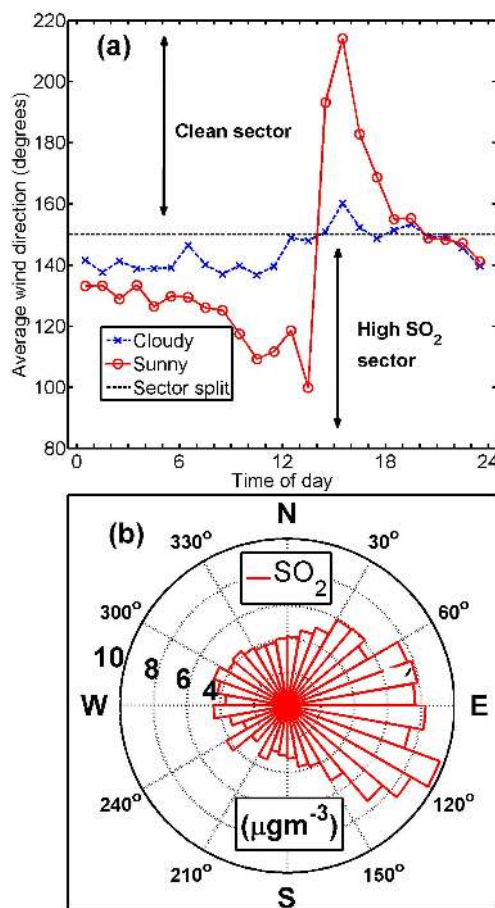 (a)
220
200
180
160
140
120
100
80
Average wind direction (degrees)
Clean sector
High SO₂
sector
Cloudy
Sunny
Sector split
0
6
12
18
24
Time of day
(b)
N
330°
30°
SO₂
300°
60°
10
8
6
4
W
E
240°
120°
(μgm⁻³)
210°
150°
S